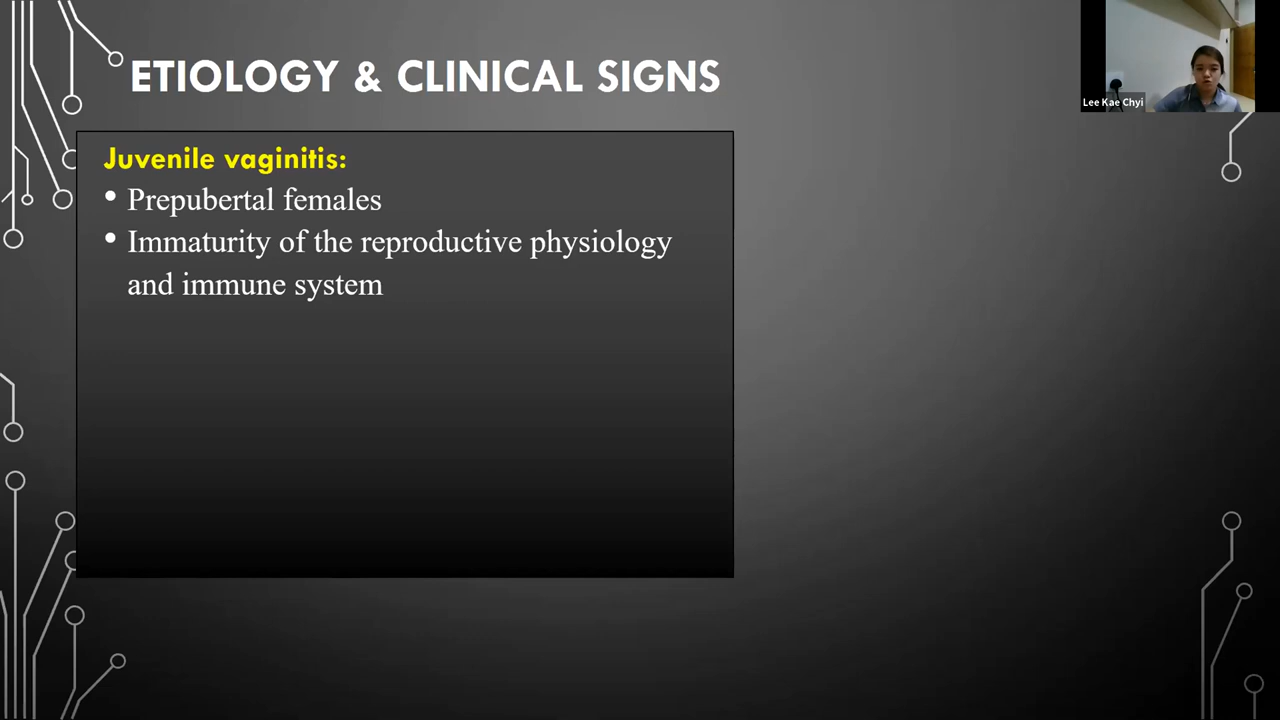 ETIOLOGY & CLINICAL SIGNS
Lee Kae Chyi
Juvenile vaginitis:
• Prepubertal females
• Immaturity of the reproductive physiology
and immune system